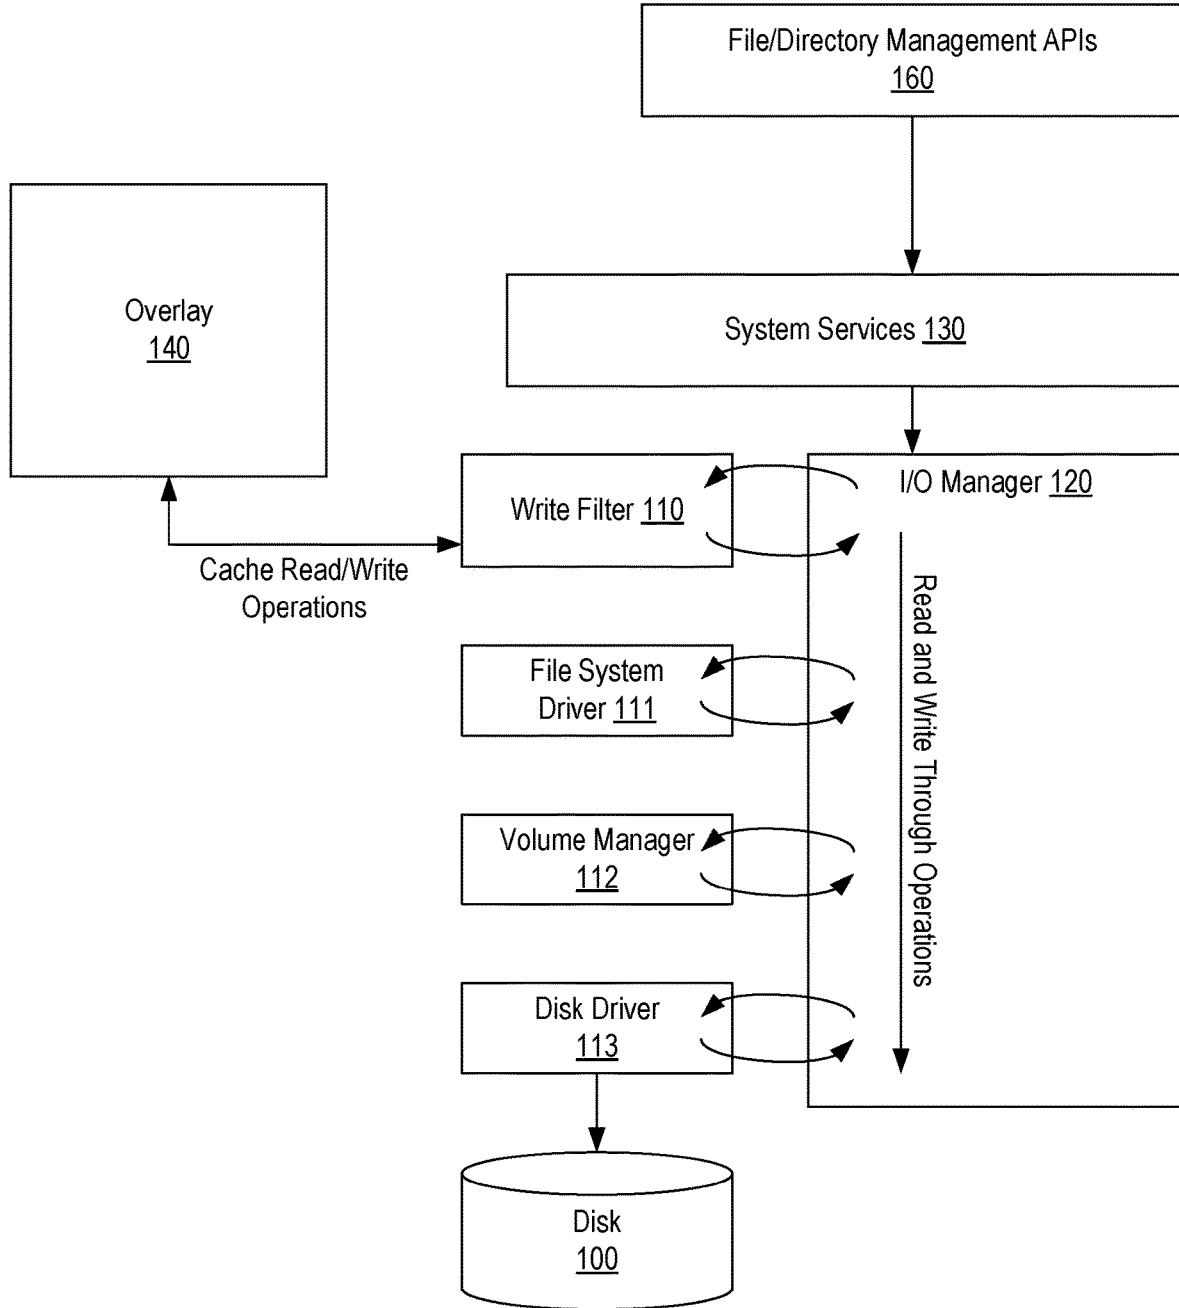 File/Directory Management APIs
160
Overlay
140
System Services 130
I/O Manager 120
Write Filter 110
Cache Read/Write
Operations
Read and Write Through Operations
File System
Driver 111
Volume Manager
112
Disk Driver
113
Disk
100